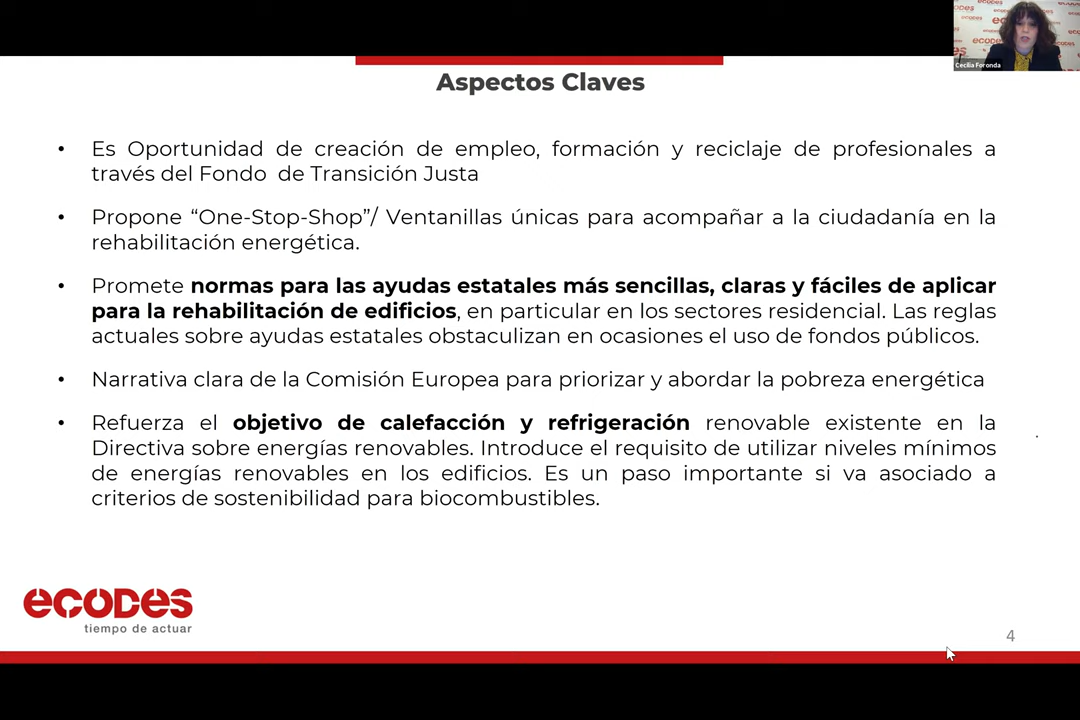 ecodes
Cecilia Foronda
Aspectos Claves
• Es Oportunidad de creación de empleo, formación y reciclaje de profesionales a
través del Fondo de Transición Justa
• Propone “One-Stop-Shop”/ Ventanillas únicas para acompañar a la ciudadanía en la
rehabilitación energética.
• Promete normas para las ayudas estatales más sencillas, claras y fáciles de aplicar
para la rehabilitación de edificios, en particular en los sectores residencial. Las reglas
actuales sobre ayudas estatales obstaculizan en ocasiones el uso de fondos públicos.
• Narrativa clara de la Comisión Europea para priorizar y abordar la pobreza energética
• Refuerza el objetivo de calefacción y refrigeración renovable existente en la
Directiva sobre energías renovables. Introduce el requisito de utilizar niveles mínimos
de energías renovables en los edificios. Es un paso importante si va asociado a
criterios de sostenibilidad para biocombustibles.
ecodes
tiempo de actuar
4